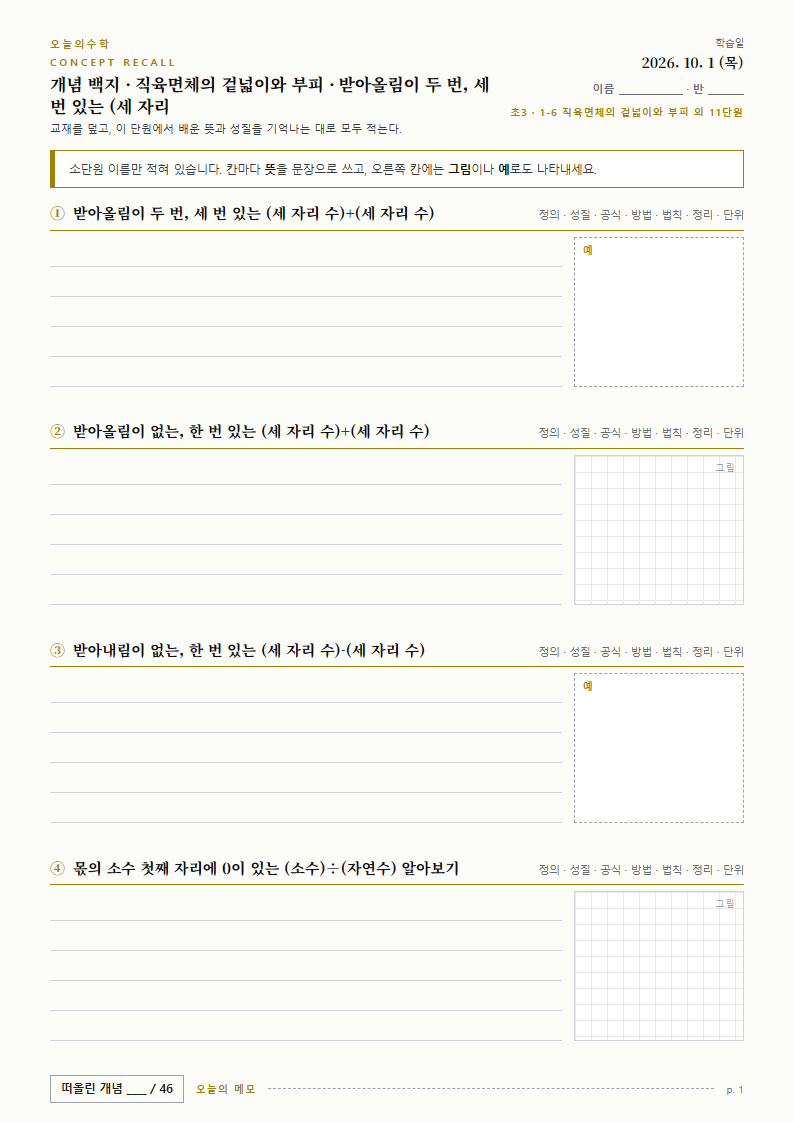 오늘의수학
CONCEPT RECALL
개념 백지 · 직육면체의 겉넓이와 부피 · 받아올림이 두 번, 세
번 있는 (세 자리
교재를 덮고, 이 단원에서 배운 뜻과 성질을 기억나는 대로 모두 적는다.
학습일
2026. 10. 1 (목)
이름 ________ · 반 ____
초3 · 1-6 직육면체의 겉넓이와 부피 외 11단원
소단원 이름만 적혀 있습니다. 칸마다 뜻을 문장으로 쓰고, 오른쪽 칸에는 그림이나 예로도 나타내세요.
① 받아올림이 두 번, 세 번 있는 (세 자리 수)+(세 자리 수) 정의 · 성질 · 공식 · 방법 · 법칙 · 정리 · 단위
예
② 받아올림이 없는, 한 번 있는 (세 자리 수)+(세 자리 수) 정의 · 성질 · 공식 · 방법 · 법칙 · 정리 · 단위
그림
③ 받아내림이 없는, 한 번 있는 (세 자리 수)-(세 자리 수) 정의 · 성질 · 공식 · 방법 · 법칙 · 정리 · 단위
예
④ 몫의 소수 첫째 자리에 0이 있는 (소수)÷(자연수) 알아보기 정의 · 성질 · 공식 · 방법 · 법칙 · 정리 · 단위
그림
떠올린 개념 ___ / 46 오늘의 메모 p. 1